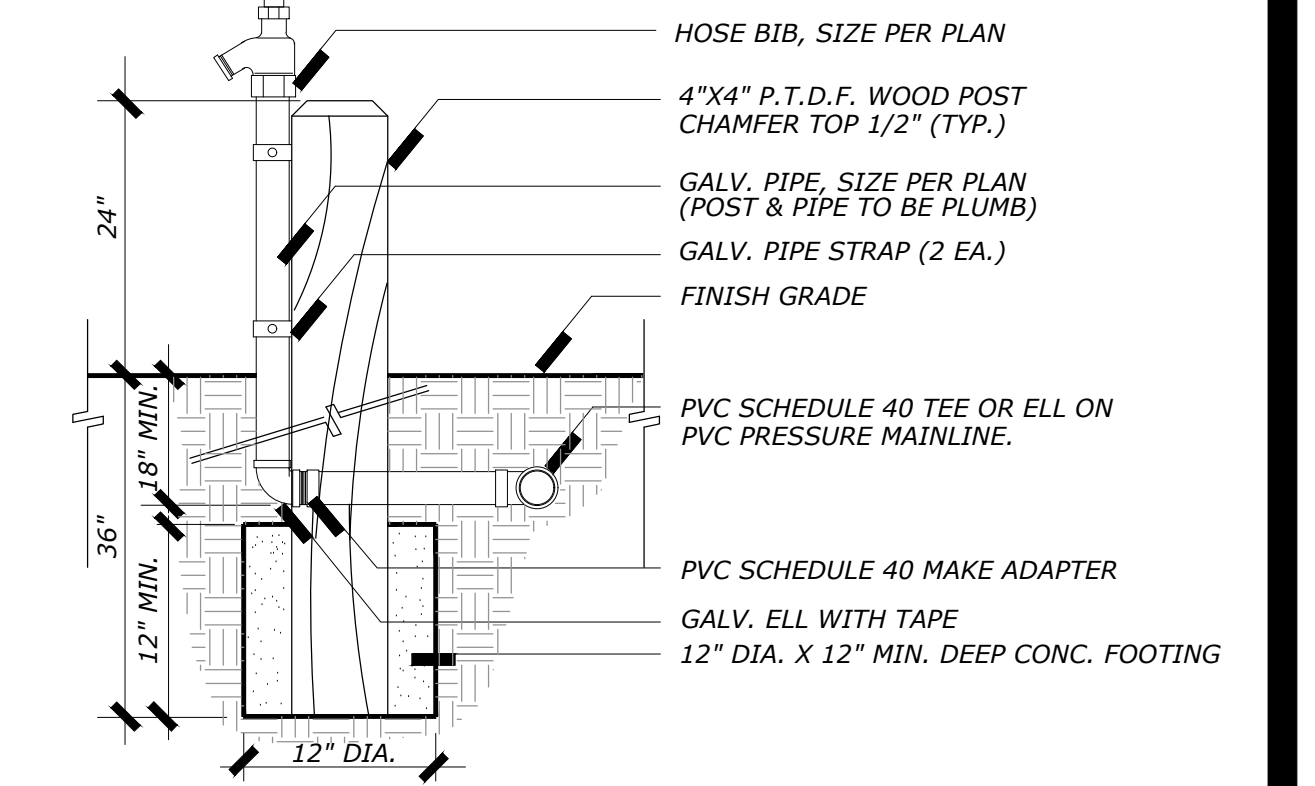 HOSE BIB, SIZE PER PLAN
4"X4" P.T.D.F. WOOD POST
CHAMFER TOP 1/2" (TYP.)
GALV. PIPE, SIZE PER PLAN
(POST & PIPE TO BE PLUMB)
GALV. PIPE STRAP (2 EA.)
FINISH GRADE
PVC SCHEDULE 40 TEE OR ELL ON
PVC PRESSURE MAINLINE.
PVC SCHEDULE 40 MAKE ADAPTER
GALV. ELL WITH TAPE
12" DIA. X 12" MIN. DEEP CONC. FOOTING
24"
36"
18" MIN.
12" MIN.
12" DIA.